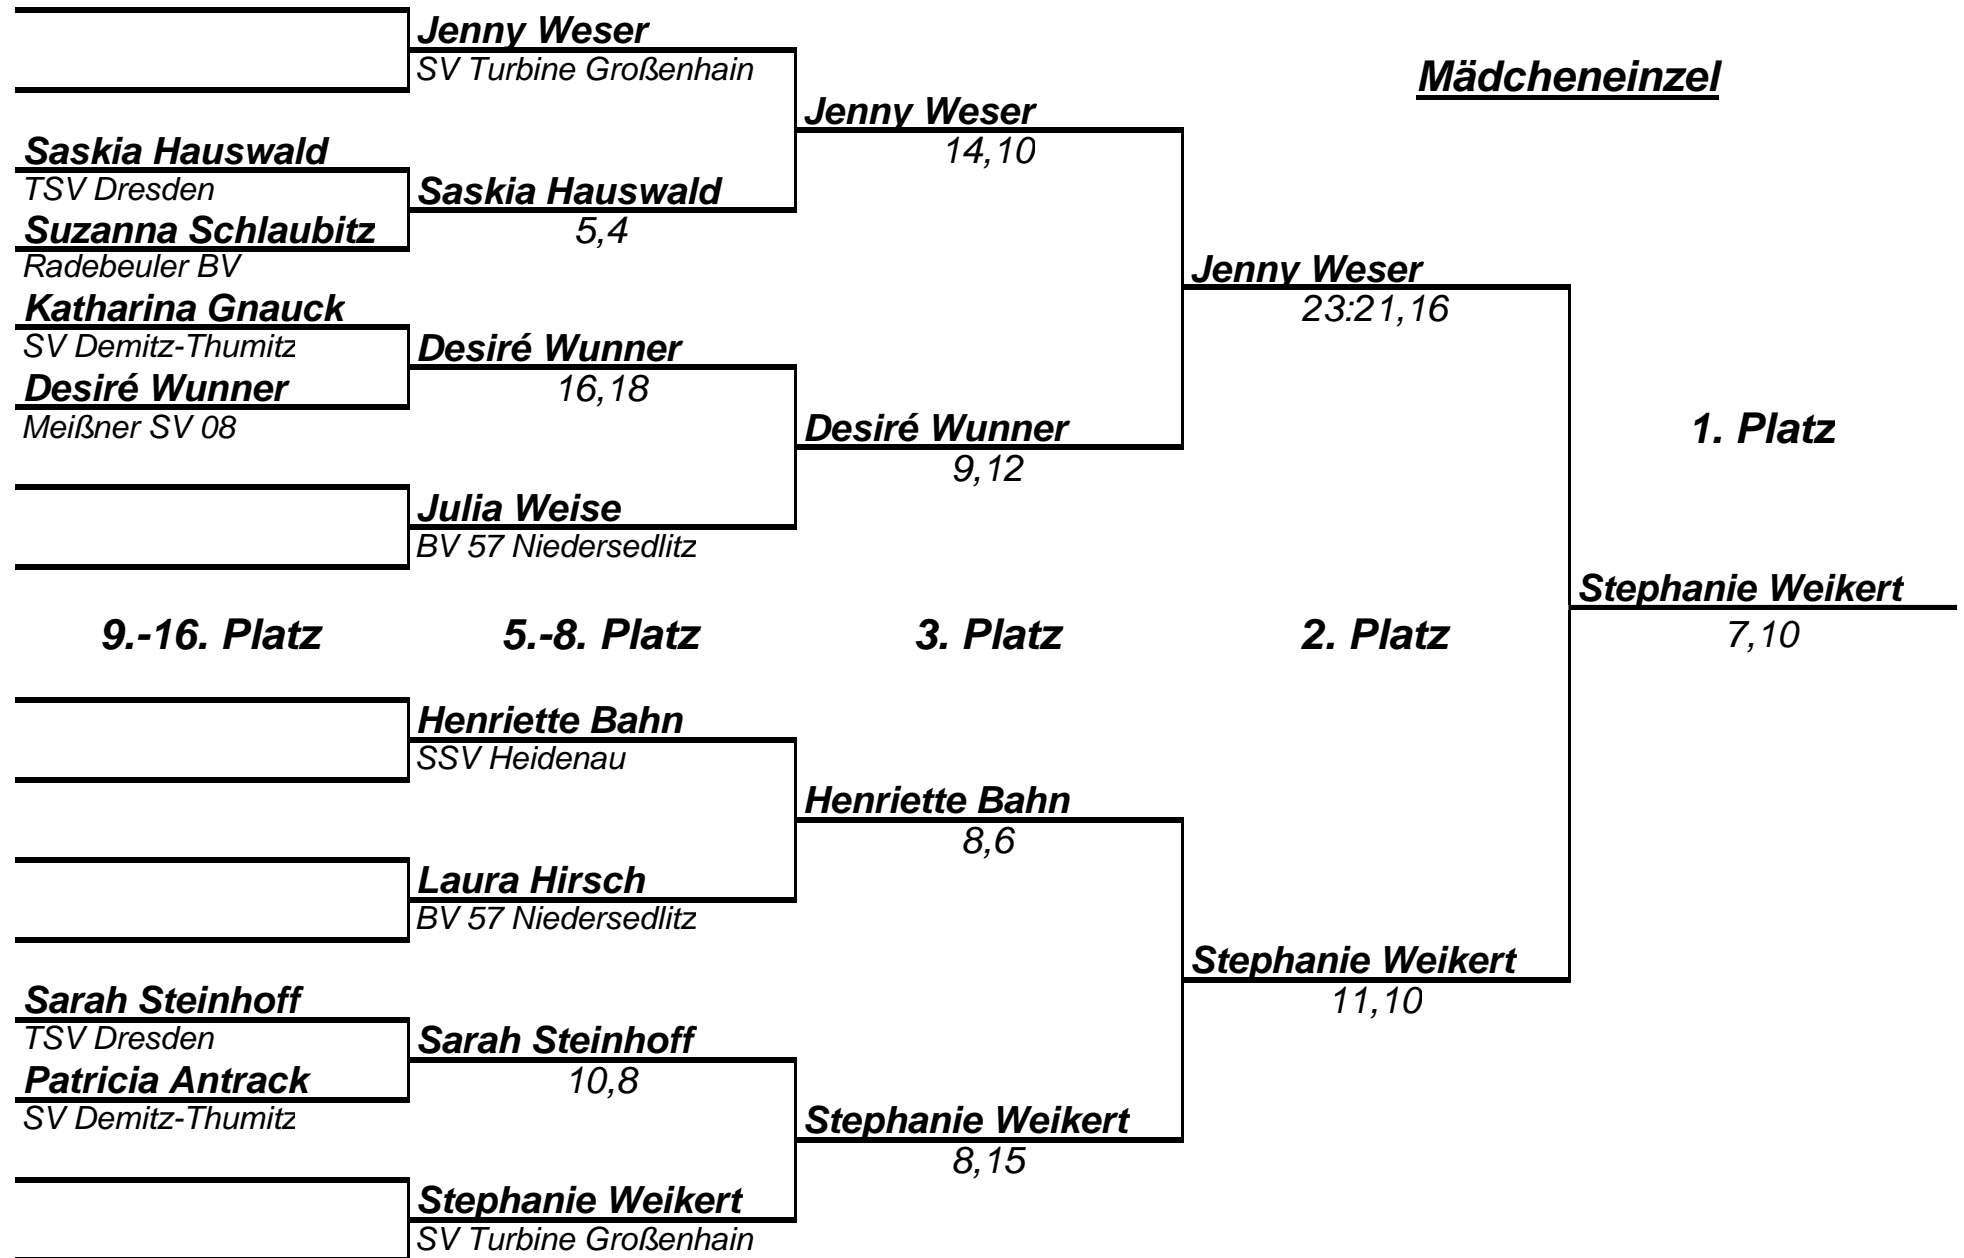 Jenny Weser
SV Turbine Großenhain
Mädcheneinzel
Jenny Weser
14,10
Saskia Hauswald
TSV Dresden
Saskia Hauswald
5,4
Suzanna Schlaubitz
Radebeuler BV
Jenny Weser
23:21,16
Katharina Gnauck
SV Demitz-Thumitz
Desiré Wunner
16,18
Desiré Wunner
Meißner SV 08
Desiré Wunner
9,12
1. Platz
Julia Weise
BV 57 Niedersedlitz
Stephanie Weikert
7,10
9.-16. Platz
5.-8. Platz
3. Platz
2. Platz
Henriette Bahn
SSV Heidenau
Henriette Bahn
8,6
Laura Hirsch
BV 57 Niedersedlitz
Stephanie Weikert
11,10
Sarah Steinhoff
TSV Dresden
Sarah Steinhoff
10,8
Patricia Antrack
SV Demitz-Thumitz
Stephanie Weikert
8,15
Stephanie Weikert
SV Turbine Großenhain